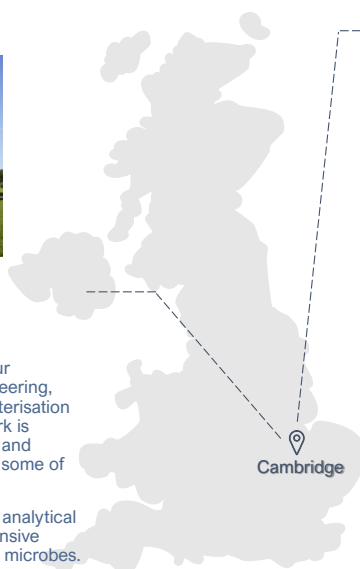 ur
eering,
terisation
rk is
and
some of
Cambridge
analytical
nsive
microbes.